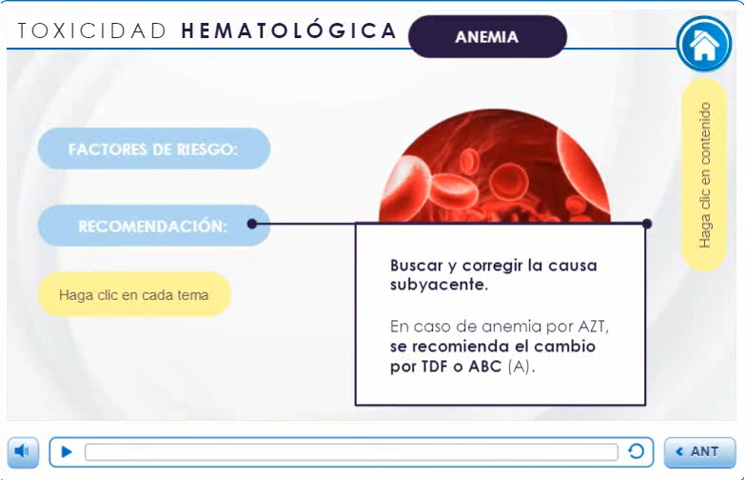 TOXICIDAD HEMATOLÓGICA
ANEMIA
FACTORES DE RIESGO:
RECOMENDACIÓN:
Haga clic en cada tema
Buscar y corregir la causa
subyacente.
En caso de anemia por AZT,
se recomienda el cambio
por TDF o ABC (A).
Haga clic en contenido
ANT